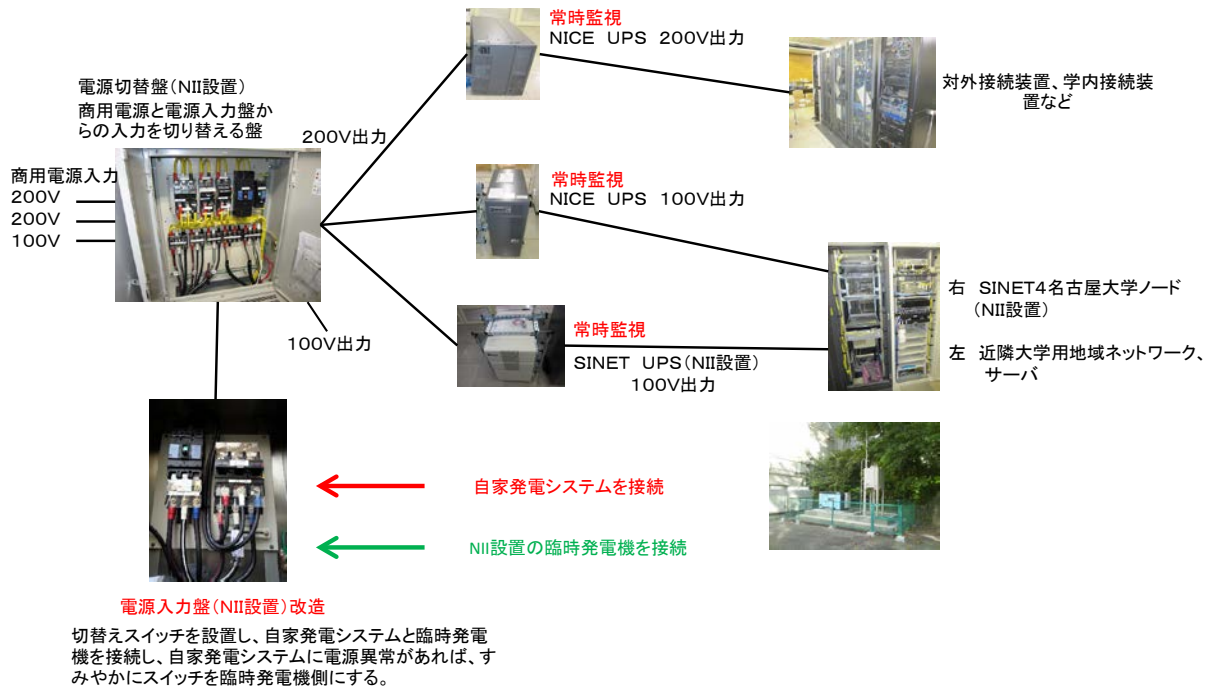 常時監視
NICE UPS 200V出力
電源切替盤(NII設置)
商用電源と電源入力盤か
らの入力を切り替える盤
対外接続装置、学内接続装
置など
200V出力
商用電源入力
200V
200V
100V
常時監視
NICE UPS 100V出力
右 SINET4名古屋大学ノード
(NII設置)
100V出力
常時監視
SINET UPS(NII設置)
100V出力
左 近隣大学用地域ネットワーク、
サーバ
自家発電システムを接続
NII設置の臨時発電機を接続
電源入力盤(NII設置)改造
切替えスイッチを設置し、自家発電システムと臨時発電
機を接続し、自家発電システムに電源異常があれば、す
みやかにスイッチを臨時発電機側にする。